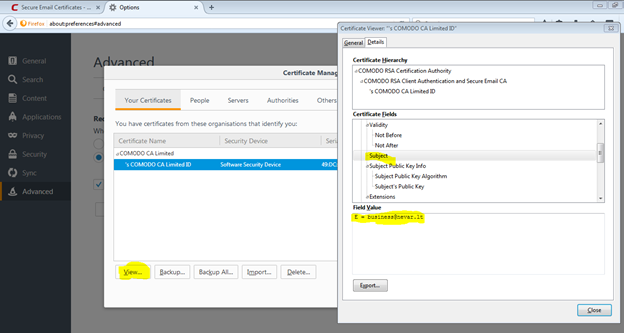 Secure Email Certificates - ...
Options
Firefox
about:preferences#advanced
General
Search
Content
Applications
Privacy
Security
Sync
Advanced
Advanced
Certificate Manag
Your Certificates People Servers Authorities Others
You have certificates from these organisations that identify you:
Certificate Name Security Device Seria
COMODO CA Limited
's COMODO CA Limited ID Software Security Device 49:DC:
View... Backup... Backup All... Import... Delete...
Certificate Viewer: "'s COMODO CA Limited ID"
General Details
Certificate Hierarchy
COMODO RSA Certification Authority
COMODO RSA Client Authentication and Secure Email CA
's COMODO CA Limited ID
Certificate Fields
Validity
Not Before
Not After
Subject
Subject Public Key Info
Subject Public Key Algorithm
Subject's Public Key
Extensions
Field Value
E = business@nevar.lt
Export...
Close